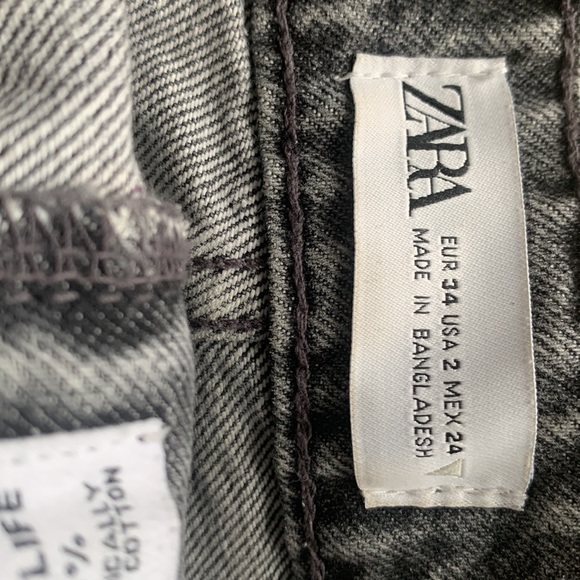 ZARA
EUR 34 USA 2 MEX 24
MADE IN BANGLADESH
LIFE
%
COTTON